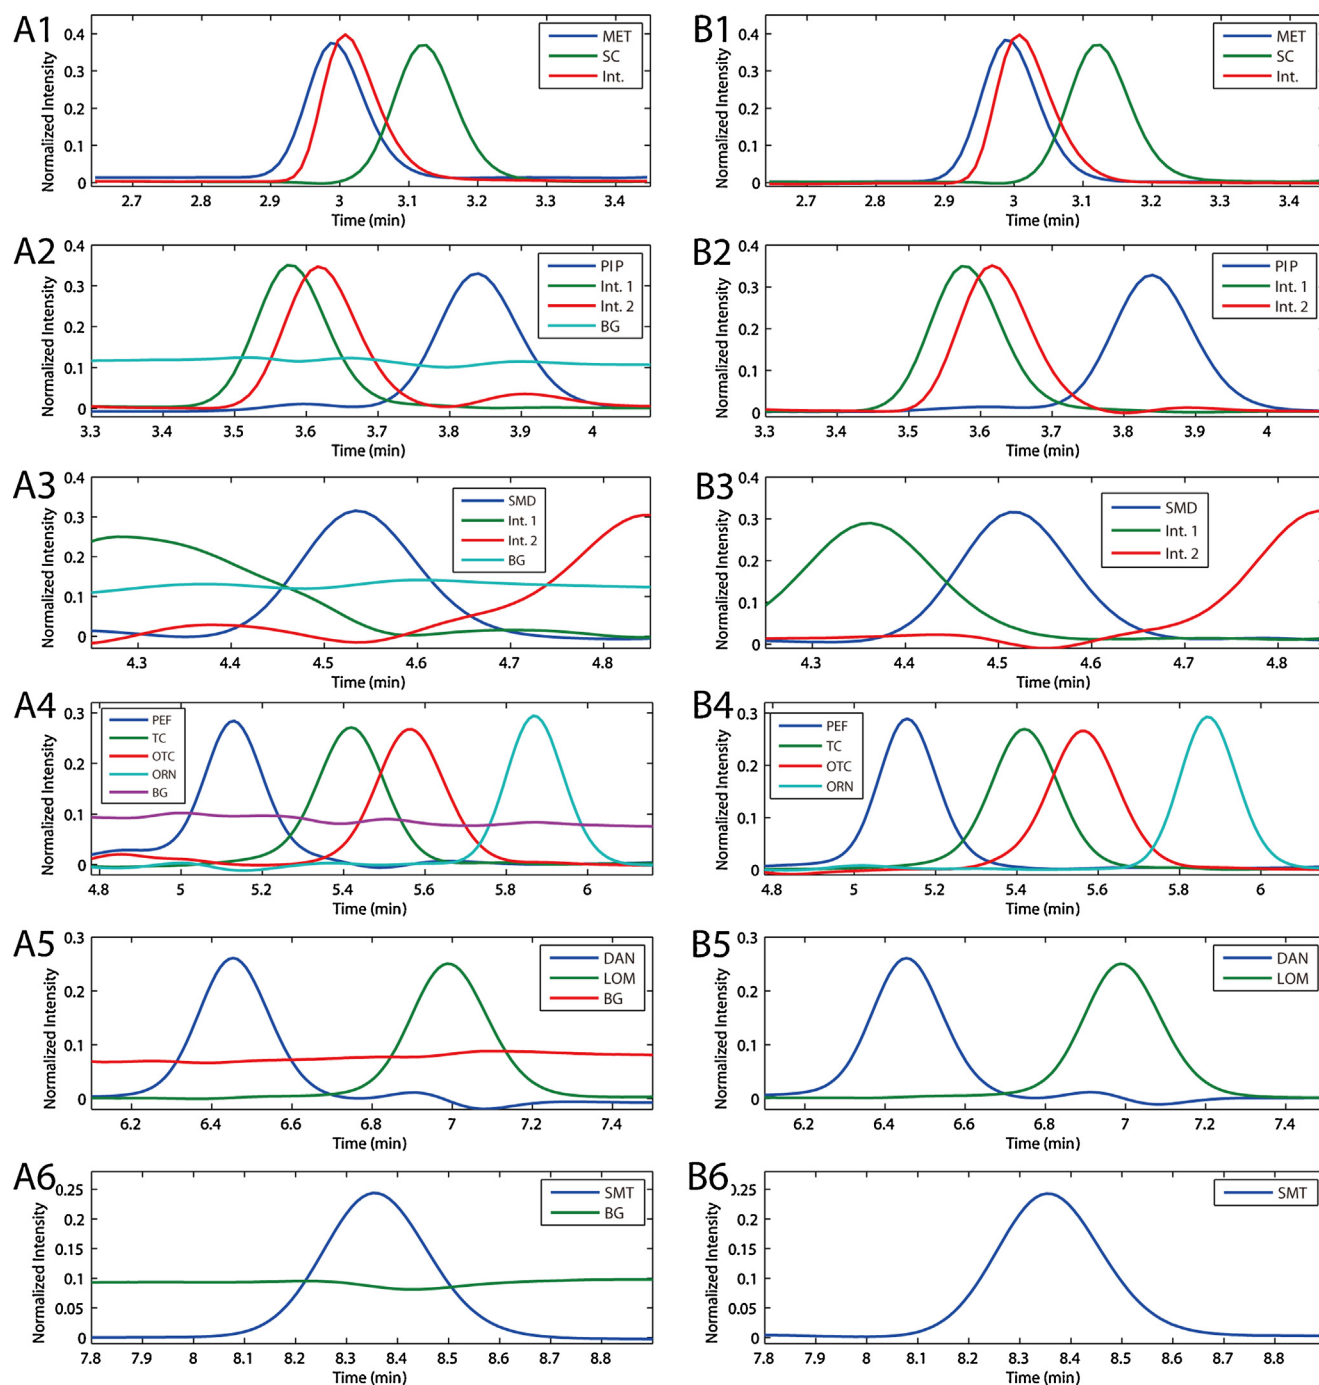 A1
Normalized Intensity
0.4
0.3
0.2
0.1
0
MET
SC
Int.
2.7 2.8 2.9 3 3.1 3.2 3.3 3.4
Time (min)
B1
Normalized Intensity
0.4
0.3
0.2
0.1
0
MET
SC
Int.
2.7 2.8 2.9 3 3.1 3.2 3.3 3.4
Time (min)
A2
Normalized Intensity
0.4
0.3
0.2
0.1
0
PIP
Int. 1
Int. 2
BG
3.3 3.4 3.5 3.6 3.7 3.8 3.9 4
Time (min)
B2
Normalized Intensity
0.4
0.3
0.2
0.1
0
PIP
Int. 1
Int. 2
3.3 3.4 3.5 3.6 3.7 3.8 3.9 4
Time (min)
A3
Normalized Intensity
0.4
0.3
0.2
0.1
0
SMD
Int. 1
Int. 2
BG
4.3 4.4 4.5 4.6 4.7 4.8
Time (min)
B3
Normalized Intensity
0.4
0.3
0.2
0.1
0
SMD
Int. 1
Int. 2
4.3 4.4 4.5 4.6 4.7 4.8
Time (min)
A4
Normalized Intensity
0.3
0.2
0.1
0
PEF
TC
OTC
ORN
BG
4.8 5 5.2 5.4 5.6 5.8 6
Time (min)
B4
Normalized Intensity
0.3
0.2
0.1
0
PEF
TC
OTC
ORN
4.8 5 5.2 5.4 5.6 5.8 6
Time (min)
A5
Normalized Intensity
0.3
0.2
0.1
0
DAN
LOM
BG
6.2 6.4 6.6 6.8 7 7.2 7.4
Time (min)
B5
Normalized Intensity
0.3
0.2
0.1
0
DAN
LOM
6.2 6.4 6.6 6.8 7 7.2 7.4
Time (min)
A6
Normalized Intensity
0.25
0.2
0.15
0.1
0.05
0
SMT
BG
7.8 7.9 8 8.1 8.2 8.3 8.4 8.5 8.6 8.7 8.8
Time (min)
B6
Normalized Intensity
0.25
0.2
0.15
0.1
0.05
0
SMT
7.8 7.9 8 8.1 8.2 8.3 8.4 8.5 8.6 8.7 8.8
Time (min)